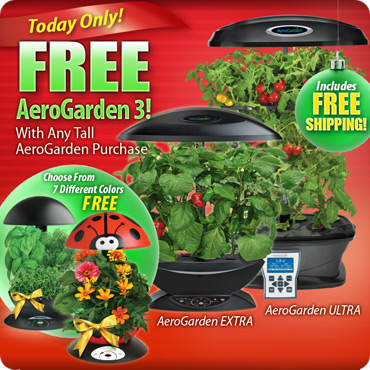 Today Only!
FREE
AeroGarden 3!
With Any Tall
AeroGarden Purchase
Choose From
7 Different Colors
FREE
AeroGarden
Includes
FREE
SHIPPING!
AeroGarden EXTRA
AeroGarden ULTRA